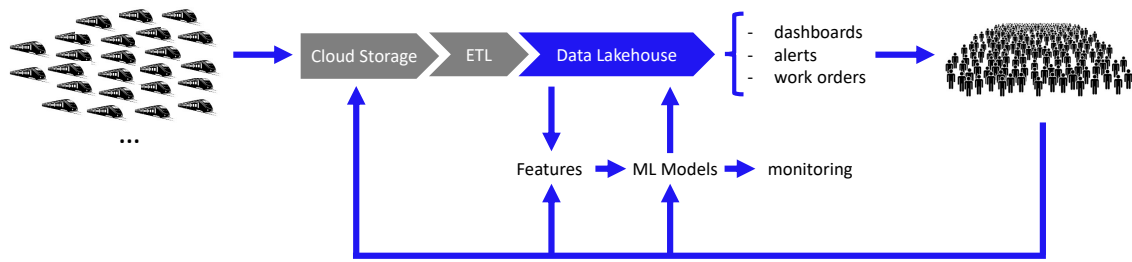 Cloud Storage
ETL
Data Lakehouse
- dashboards
- alerts
- work orders
...
Features
ML Models
monitoring